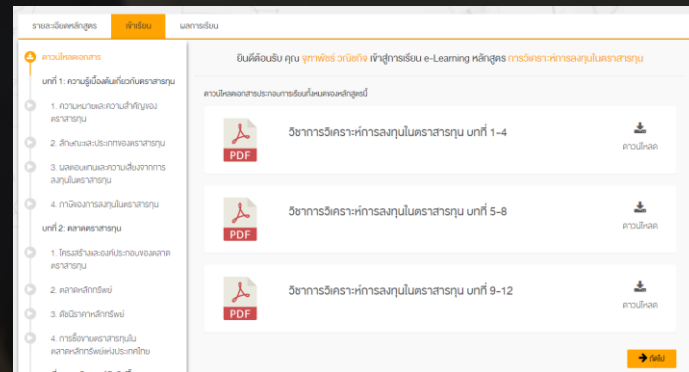 รายละเอียดหลักสูตร เข้าเรียน ผลการเรียน
ดาวน์โหลดเอกสาร
บทที่ 1: ความรู้เบื้องต้นเกี่ยวกับตราสารทุน
1. ความหมายและความสำคัญของ
ตราสารทุน
2. ลักษณะและประเภทของตราสารทุน
3. ผลตอบแทนและความเสี่ยงจากการ
ลงทุนในตราสารทุน
4. ภาษีของการลงทุนในตราสารทุน
บทที่ 2: ตลาดตราสารทุน
1. โครงสร้างและองค์ประกอบของตลาด
ตราสารทุน
2. ตลาดหลักทรัพย์
3. ดัชนีราคาหลักทรัพย์
4. การซื้อขายตราสารทุนใน
ตลาดหลักทรัพย์แห่งประเทศไทย
ยินดีต้อนรับ คุณ จุฑาพัชร์ วณิชกิจ เข้าสู่การเรียน e-Learning หลักสูตร การวิเคราะห์การลงทุนในตราสารทุน
ดาวน์โหลดเอกสารประกอบการเรียนทั้งหมดของหลักสูตรนี้
PDF
วิชาการวิเคราะห์การลงทุนในตราสารทุน บทที่ 1-4
ดาวน์โหลด
PDF
วิชาการวิเคราะห์การลงทุนในตราสารทุน บทที่ 5-8
ดาวน์โหลด
PDF
วิชาการวิเคราะห์การลงทุนในตราสารทุน บทที่ 9-12
ดาวน์โหลด
ถัดไป